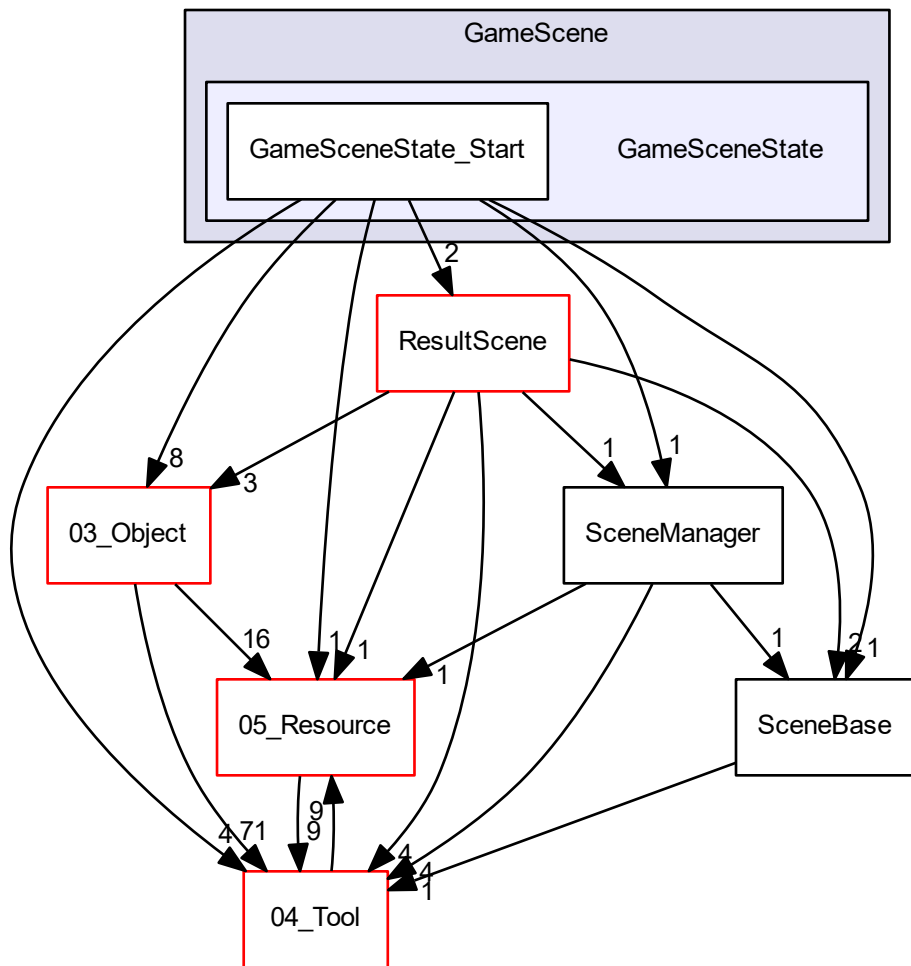 GameScene
GameSceneState_Start
GameSceneState
2
ResultScene
8
3
1
1
03_Object
SceneManager
16
1
1
1
1
2
1
05_Resource
SceneBase
9
9
4
71
4
4
1
04_Tool